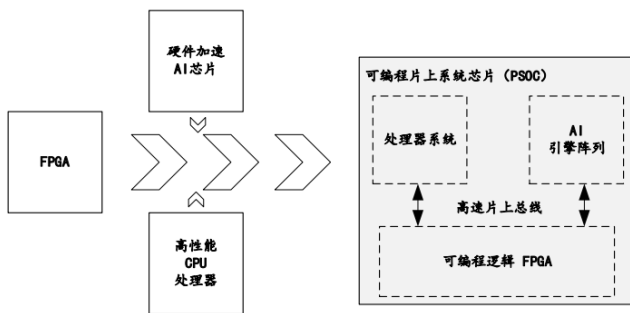 硬件加速
AI芯片
FPGA
高性能
CPU
处理器
可编程片上系统芯片 (PSOC)
处理器系统
AI
引擎阵列
高速片上总线
可编程逻辑 FPGA